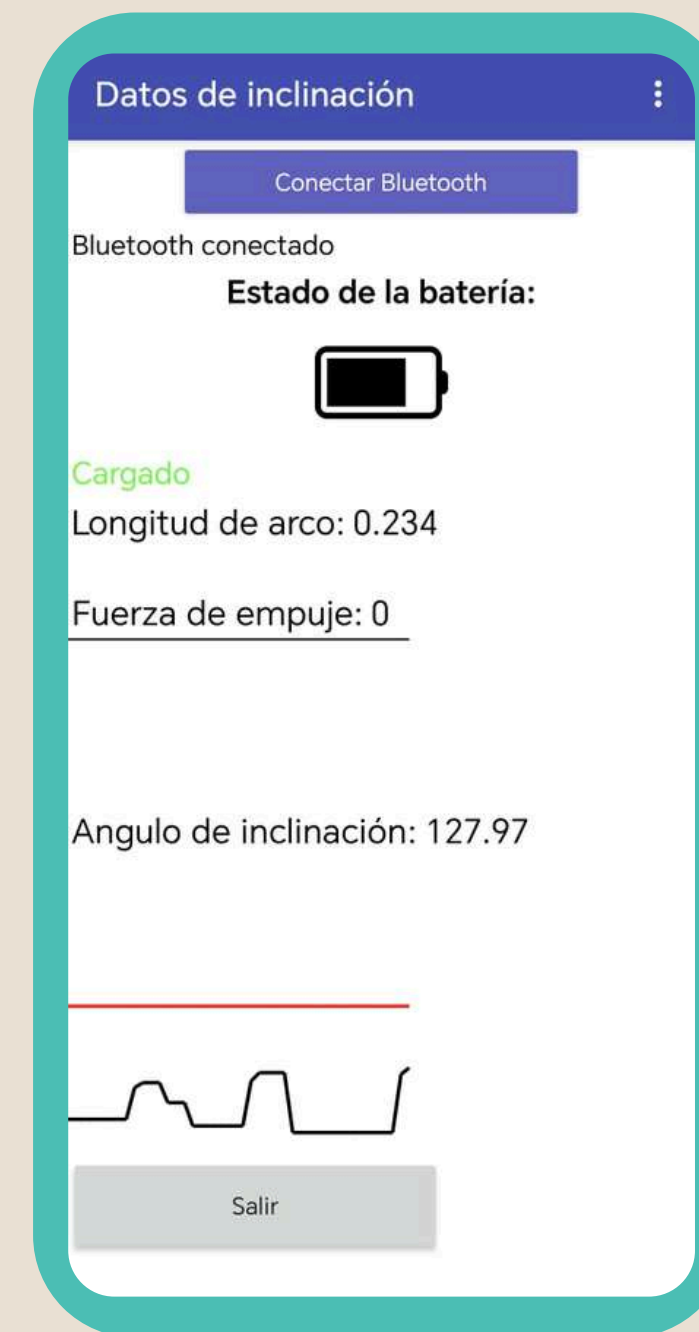 Datos de inclinación
Conectar Bluetooth
Bluetooth conectado
Estado de la batería:
Cargado
Longitud de arco: 0.234
Fuerza de empuje: 0
Angulo de inclinación: 127.97
Salir